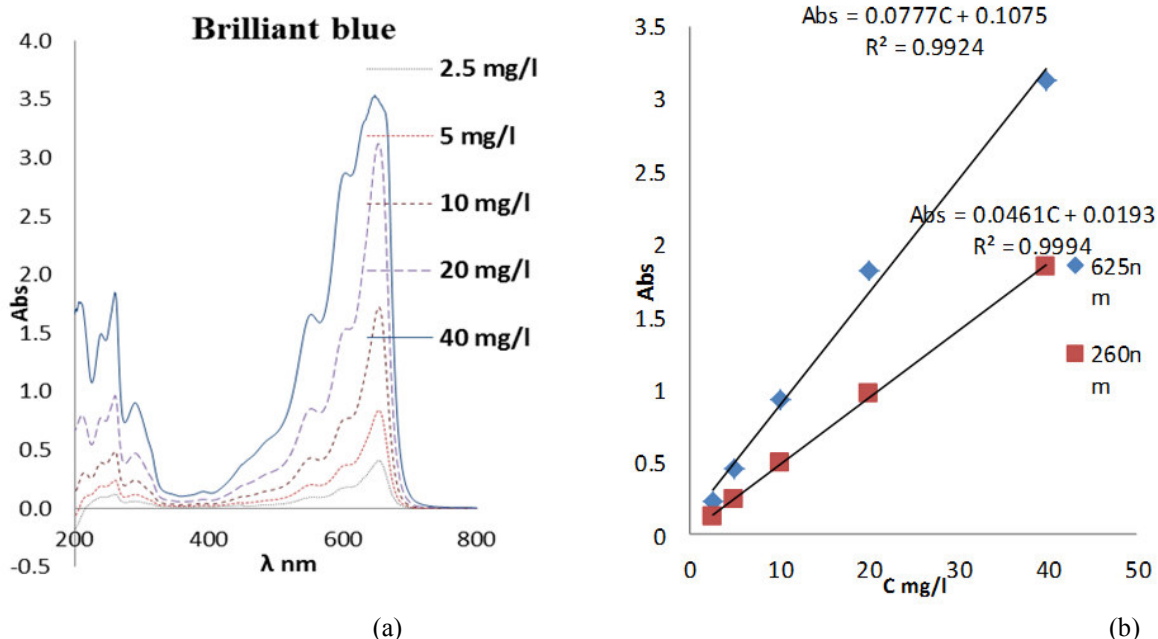 Brilliant blue
4.0
3.5
3.0
2.5
2.0
1.5
1.0
0.5
0.0
-0.5
Abs
2.5 mg/l
5 mg/l
10 mg/l
20 mg/l
40 mg/l
200
400
600
800
λ nm
(a)
Abs = 0.0777C + 0.1075
R² = 0.9924
3.5
3
2.5
2
1.5
1
0.5
0
Abs
Abs = 0.0461C + 0.0193
R² = 0.9994
625n
m
260n
m
0
10
20
30
40
50
C mg/l
(b)